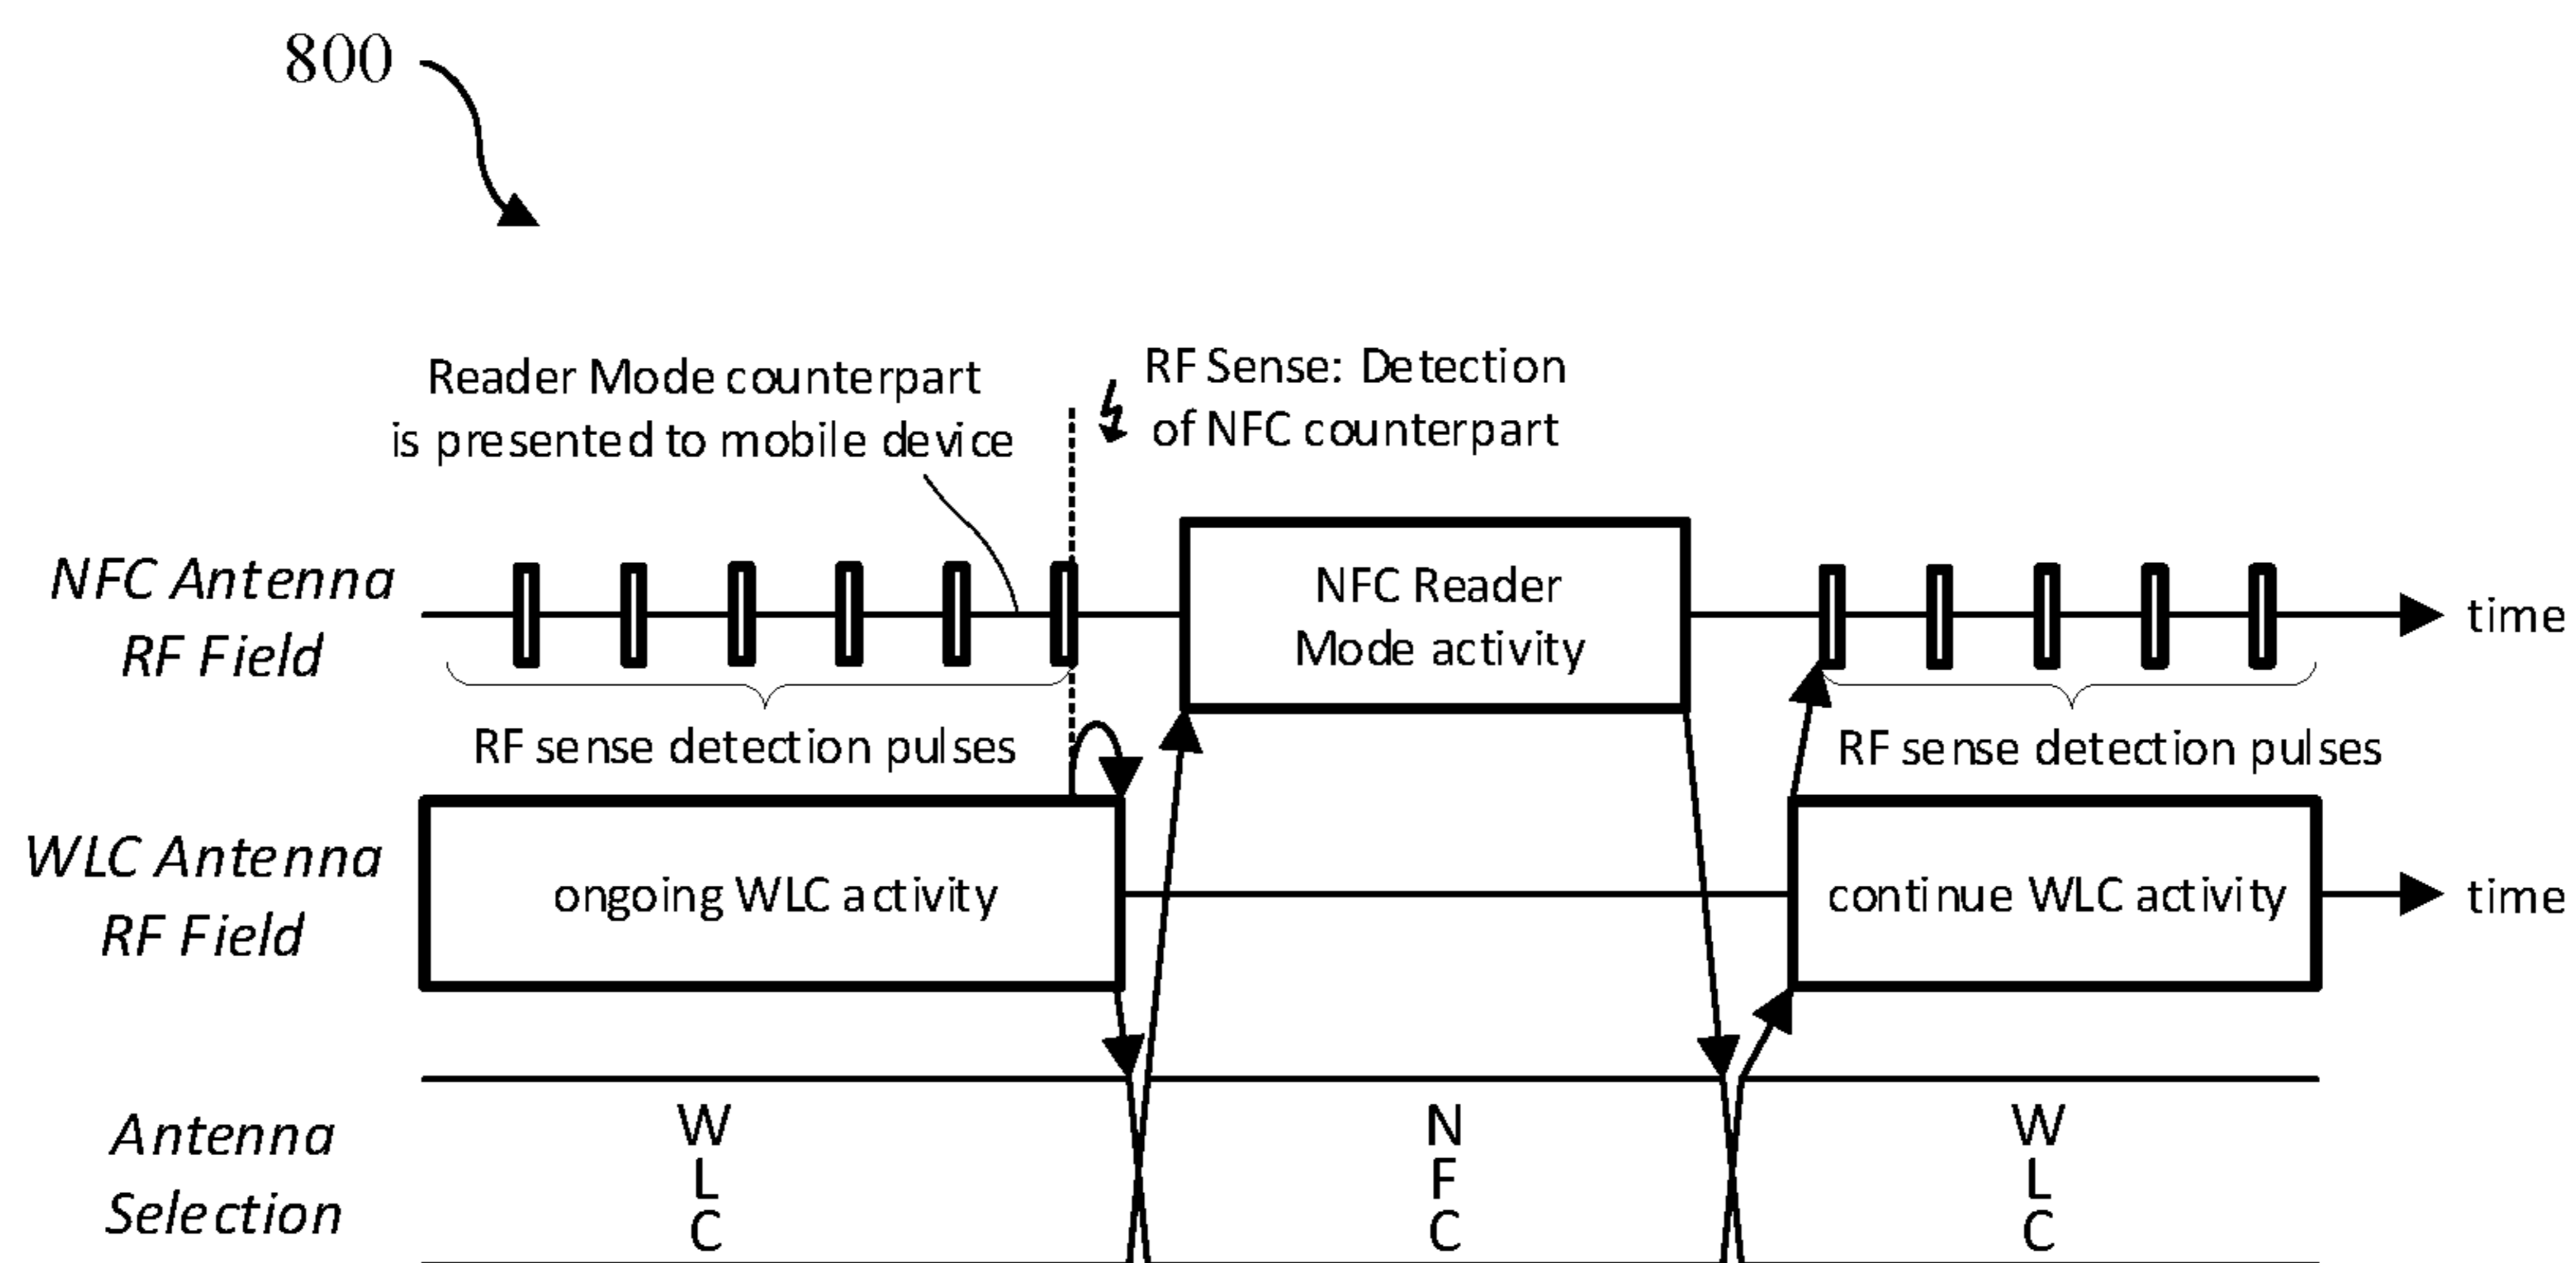 800
Reader Mode counterpart
is presented to mobile device
RF Sense: Detection
of NFC counterpart
NFC Antenna
RF Field
NFC Reader
Mode activity
time
RF sense detection pulses
RF sense detection pulses
WLC Antenna
RF Field
ongoing WLC activity
continue WLC activity
time
Antenna
Selection
W
L
C
N
F
C
W
L
C